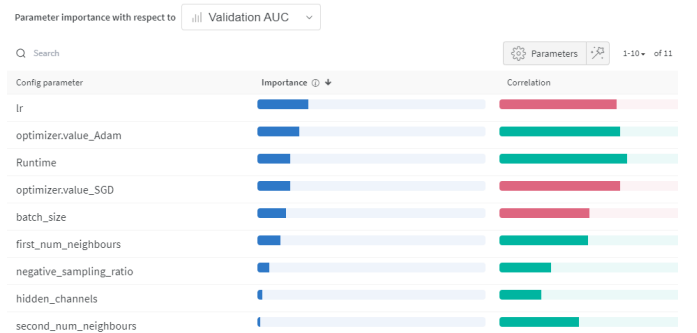 Parameter importance with respect to Validation AUC
Search Parameters 1-10 of 11
Config parameter Importance Correlation
lr
optimizer.value_Adam
Runtime
optimizer.value_SGD
batch_size
first_num_neighbours
negative_sampling_ratio
hidden_channels
second_num_neighbours